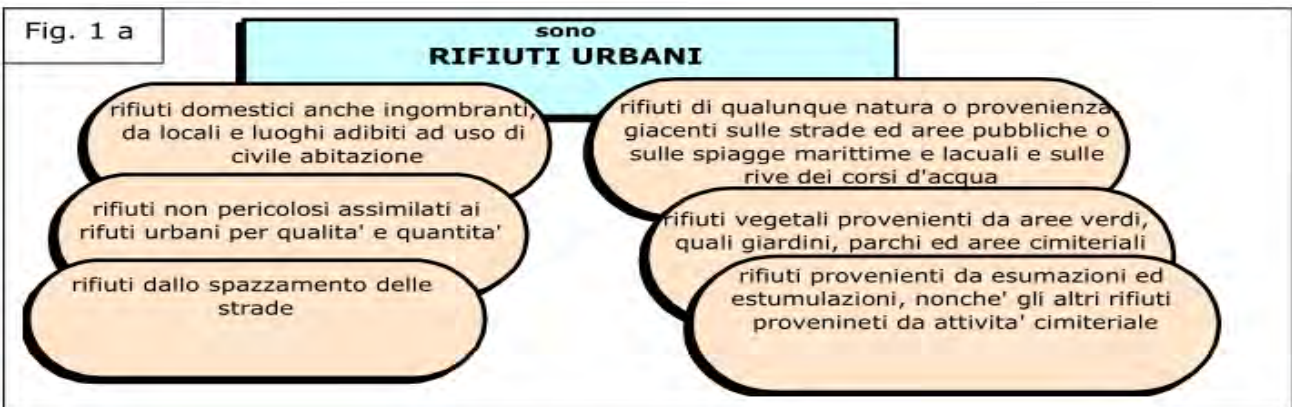 Fig. 1 a
sono
RIFIUTI URBANI
rifiuti domestici anche ingombranti,
da locali e luoghi adibiti ad uso di
civile abitazione
rifiuti non pericolosi assimilati ai
rifuti urbani per qualita' e quantita'
rifiuti dallo spazzamento delle
strade
rifiuti di qualunque natura o provenienza,
giacenti sulle strade ed aree pubbliche o
sulle spiagge marittime e lacuali e sulle
rive dei corsi d'acqua
rifiuti vegetali provenienti da aree verdi,
quali giardini, parchi ed aree cimiteriali
rifiuti provenienti da esumazioni ed
estumulazioni, nonche' gli altri rifiuti
provenineti da attivita' cimiteriale